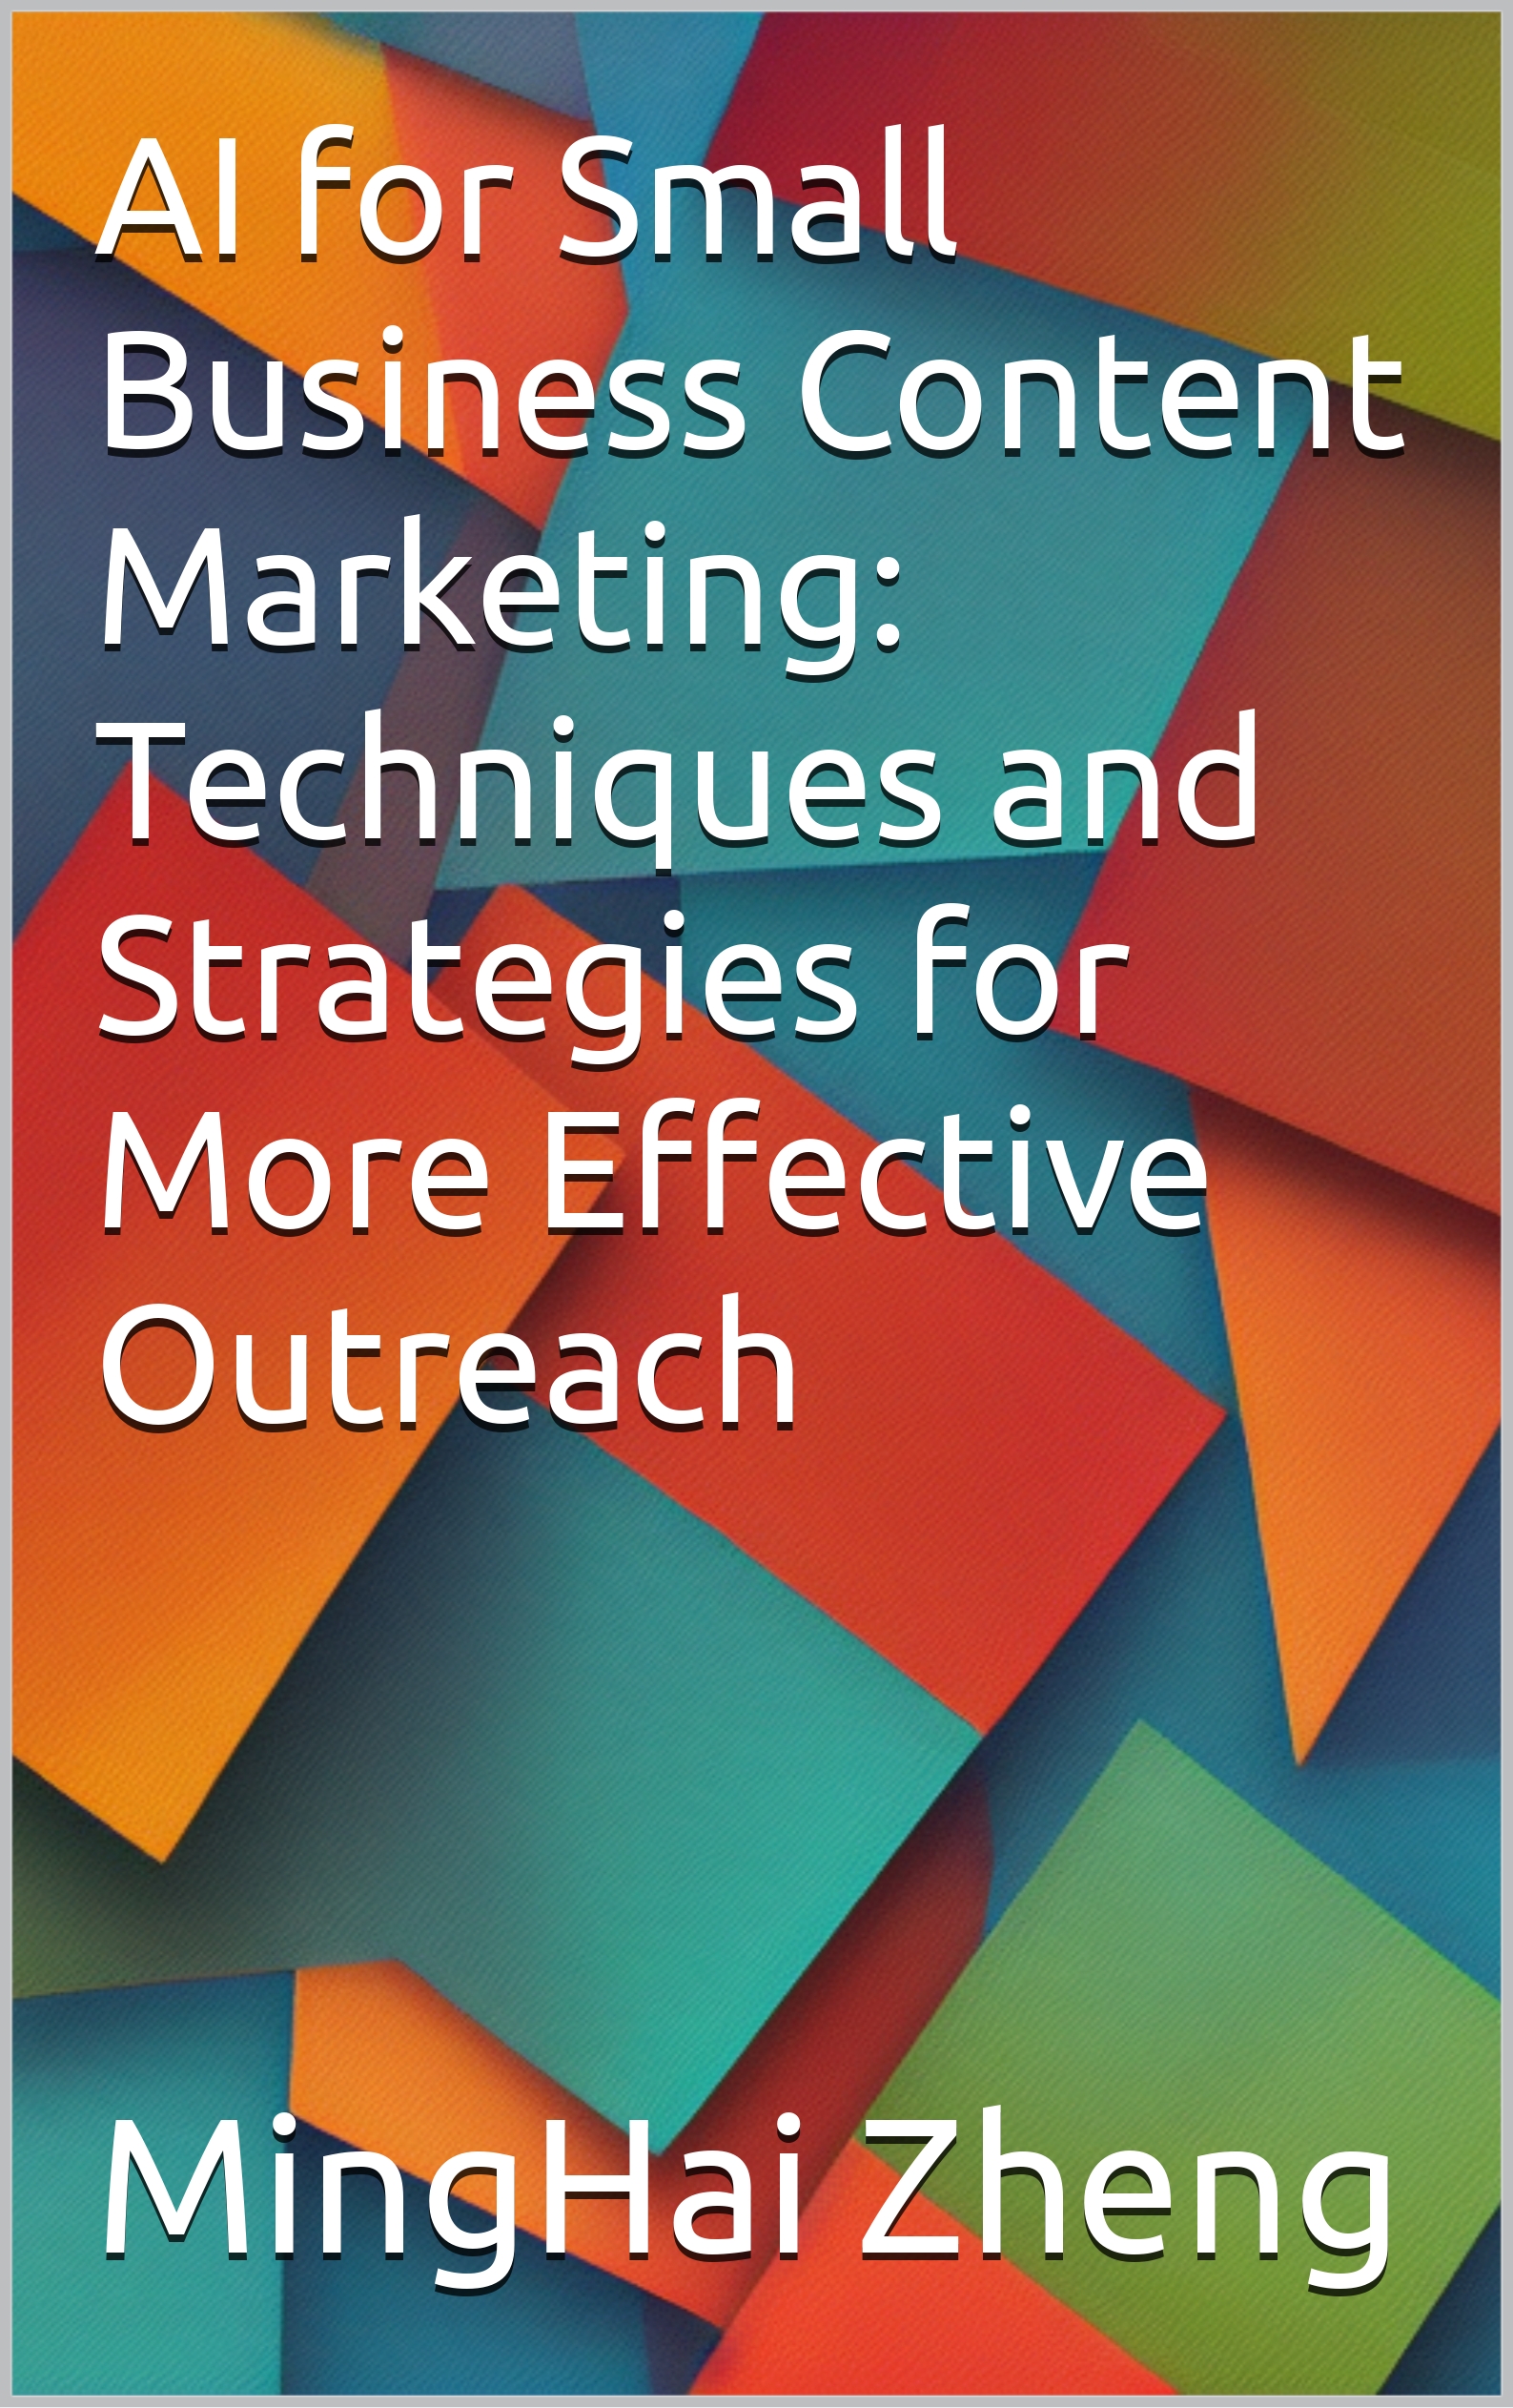 AI for Small
Business Content
Marketing:
Techniques and
Strategies for
More Effective
Outreach
MingHai Zheng